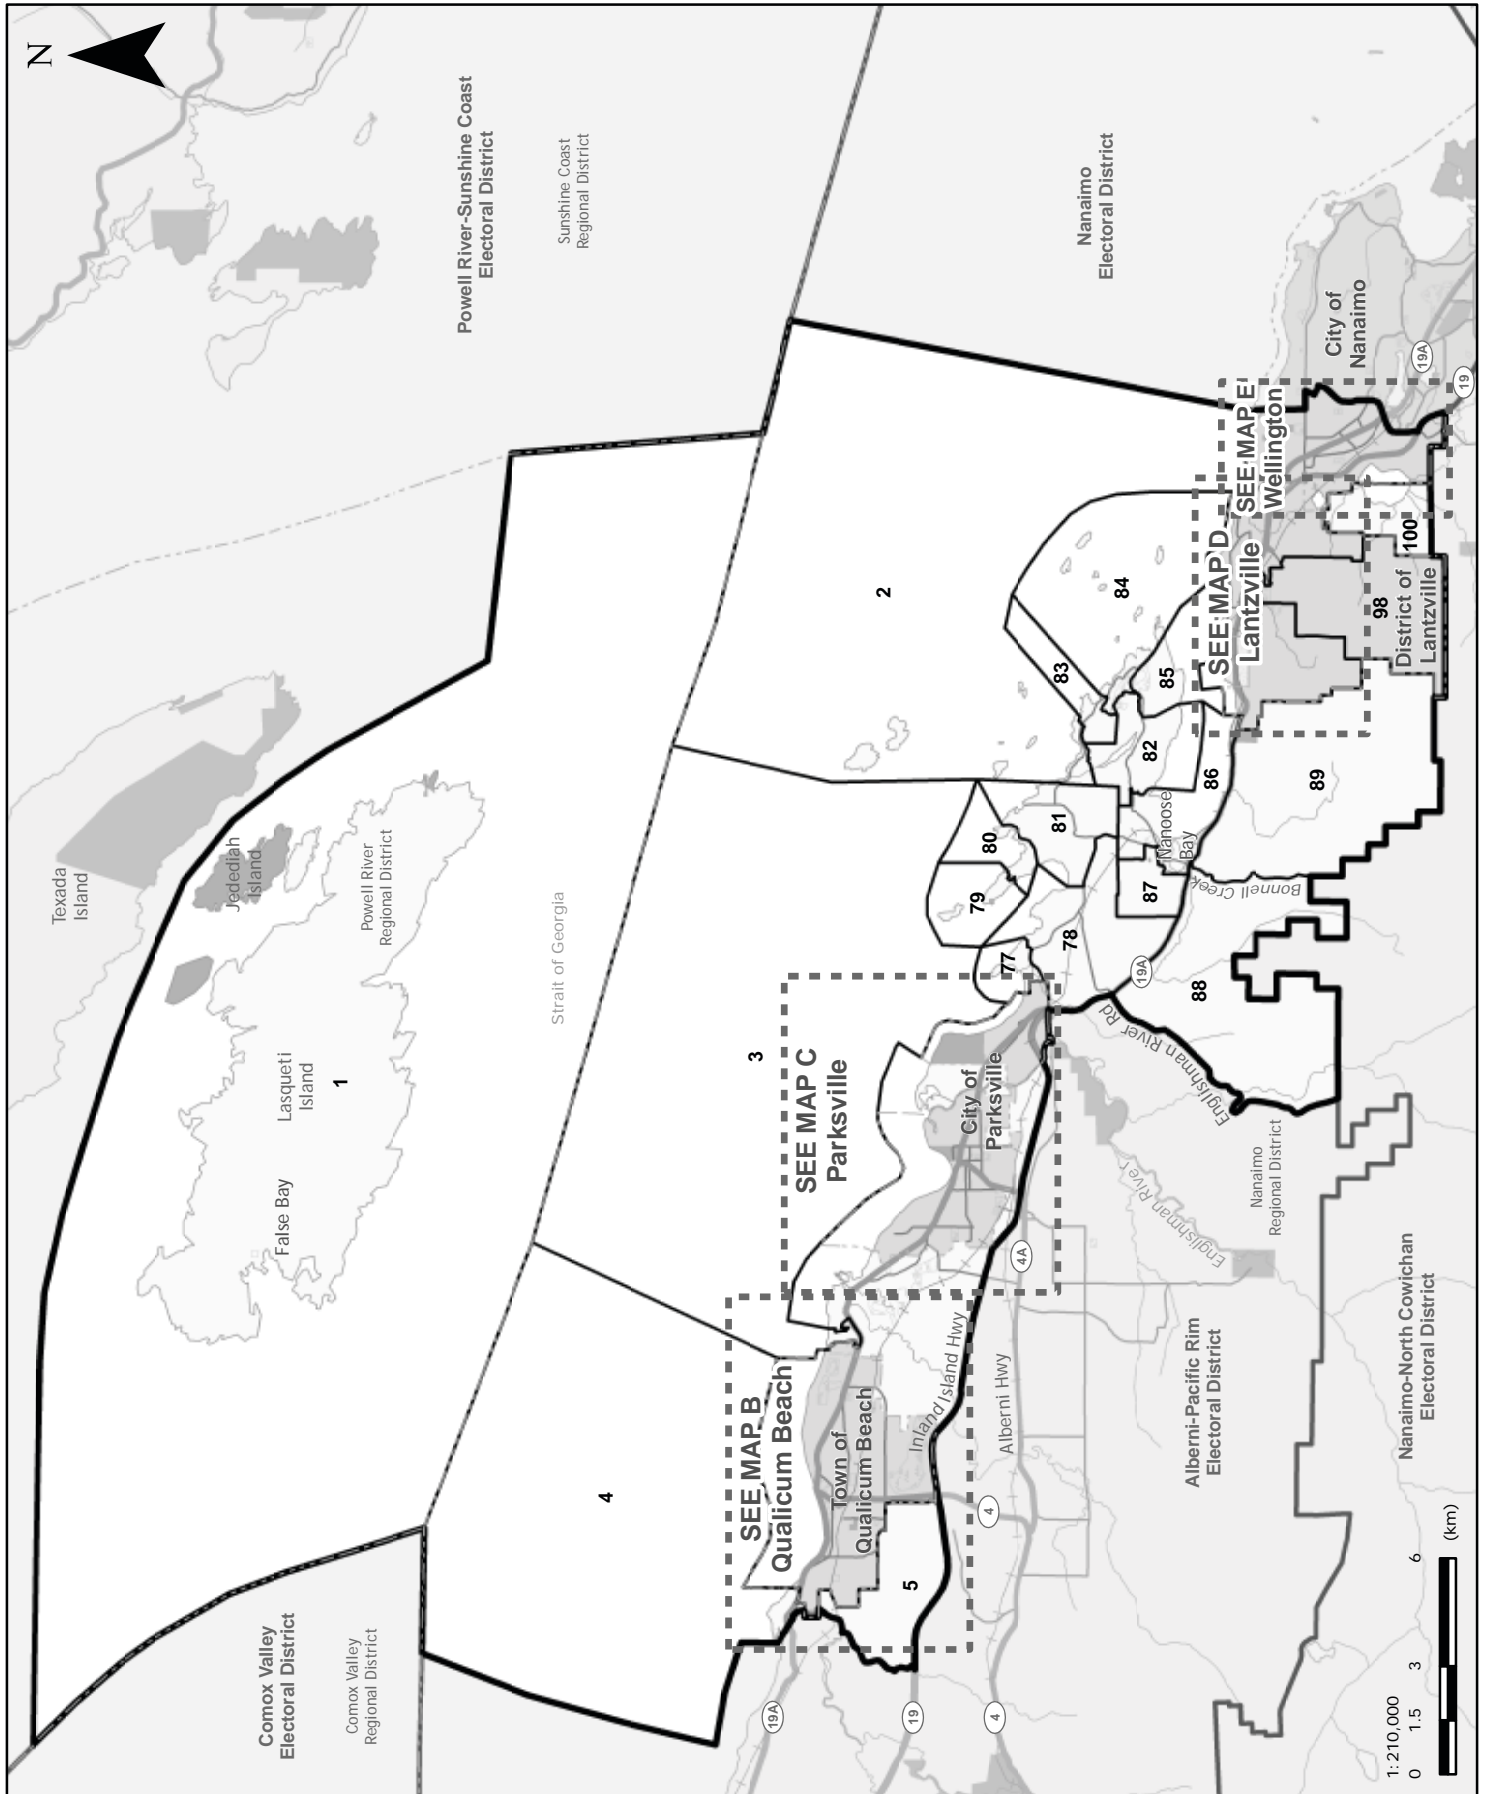 N
Powell River-Sunshine Coast
Electoral District
Sunshine Coast
Regional District
Nanaimo
Electoral District
City of
Nanaimo
19A
19
SEE MAP E
Wellington
SEE MAP D
Lantzville
100
98
District of
Lantzville
2
84
83
85
82
86
89
81
80
79
87
Nanoose
Bay
Bonnell Creek
78
77
19A
88
Englishman River Rd
Texada
Island
Jedediah
Island
Powell River
Regional District
Strait of Georgia
Lasqueti
Island
1
False Bay
3
SEE MAP C
Parksville
City of
Parksville
Englishman River
Englishman River
Nanaimo
Regional District
4A
Inland Island Hwy
Alberni Hwy
Alberni-Pacific Rim
Electoral District
Nanaimo-North Cowichan
Electoral District
4
SEE MAP B
Qualicum Beach
Town of
Qualicum Beach
5
4
Comox Valley
Electoral District
Comox Valley
Regional District
19A
19
4
1:210,000
0
1.5
3
6
(km)